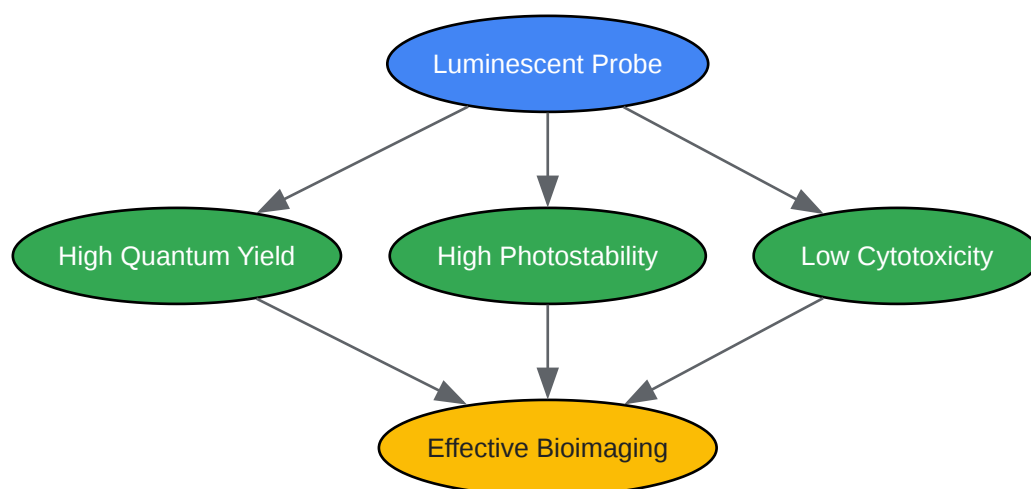 Luminescent Probe
High Quantum Yield
High Photostability
Low Cytotoxicity
Effective Bioimaging